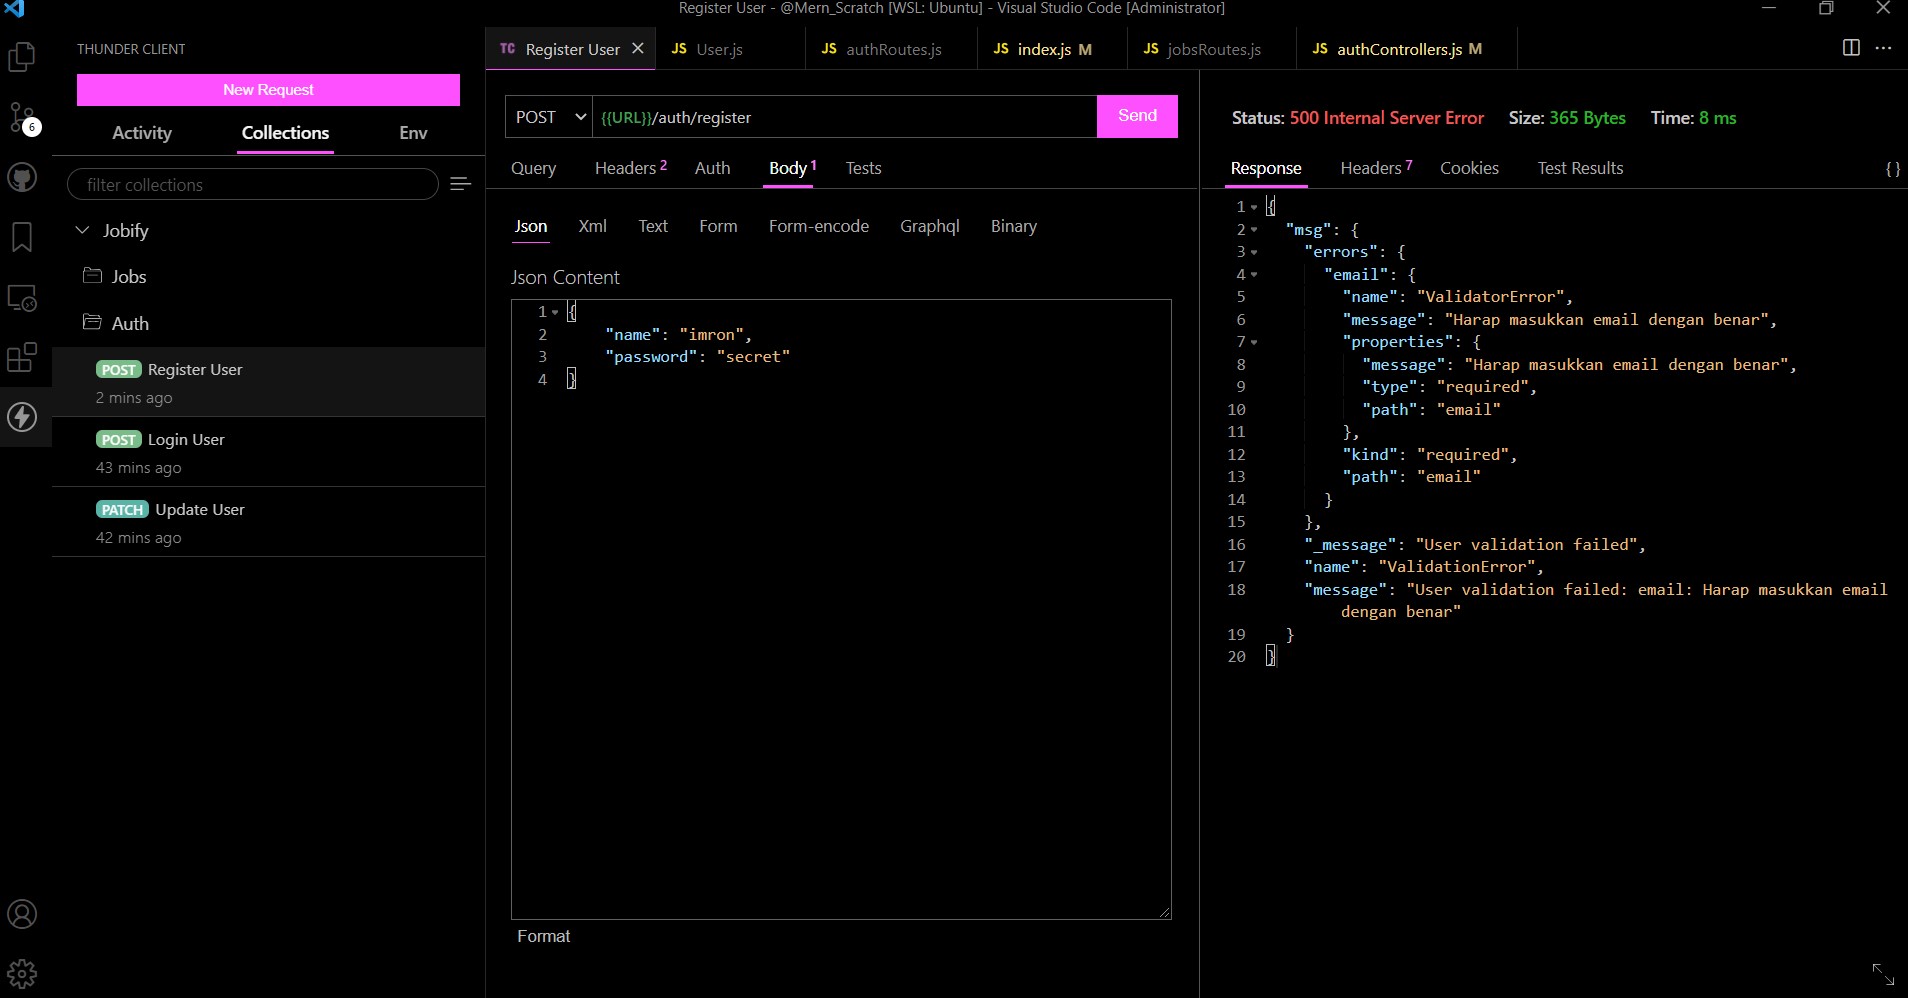 Register User - @Mern_Scratch [WSL: Ubuntu] - Visual Studio Code [Administrator]
THUNDER CLIENT
New Request
Activity Collections Env
filter collections
Jobify
Jobs
Auth
POST Register User
2 mins ago
POST Login User
43 mins ago
PATCH Update User
42 mins ago
6
TC Register User
JS User.js
JS authRoutes.js
JS index.js M
JS jobsRoutes.js
JS authControllers.js M
POST {{URL}}/auth/register Send
Query Headers 2 Auth Body 1 Tests
Json Xml Text Form Form-encode Graphql Binary
Json Content
1 {
2 "name": "imron",
3 "password": "secret"
4 }
Format
Status: 500 Internal Server Error Size: 365 Bytes Time: 8 ms
Response Headers 7 Cookies Test Results {}
1 {
2 "msg": {
3 "errors": {
4 "email": {
5 "name": "ValidatorError",
6 "message": "Harap masukkan email dengan benar",
7 "properties": {
8 "message": "Harap masukkan email dengan benar",
9 "type": "required",
10 "path": "email"
11 },
12 "kind": "required",
13 "path": "email"
14 }
15 },
16 "_message": "User validation failed",
17 "name": "ValidationError",
18 "message": "User validation failed: email: Harap masukkan email
dengan benar"
19 }
20 }